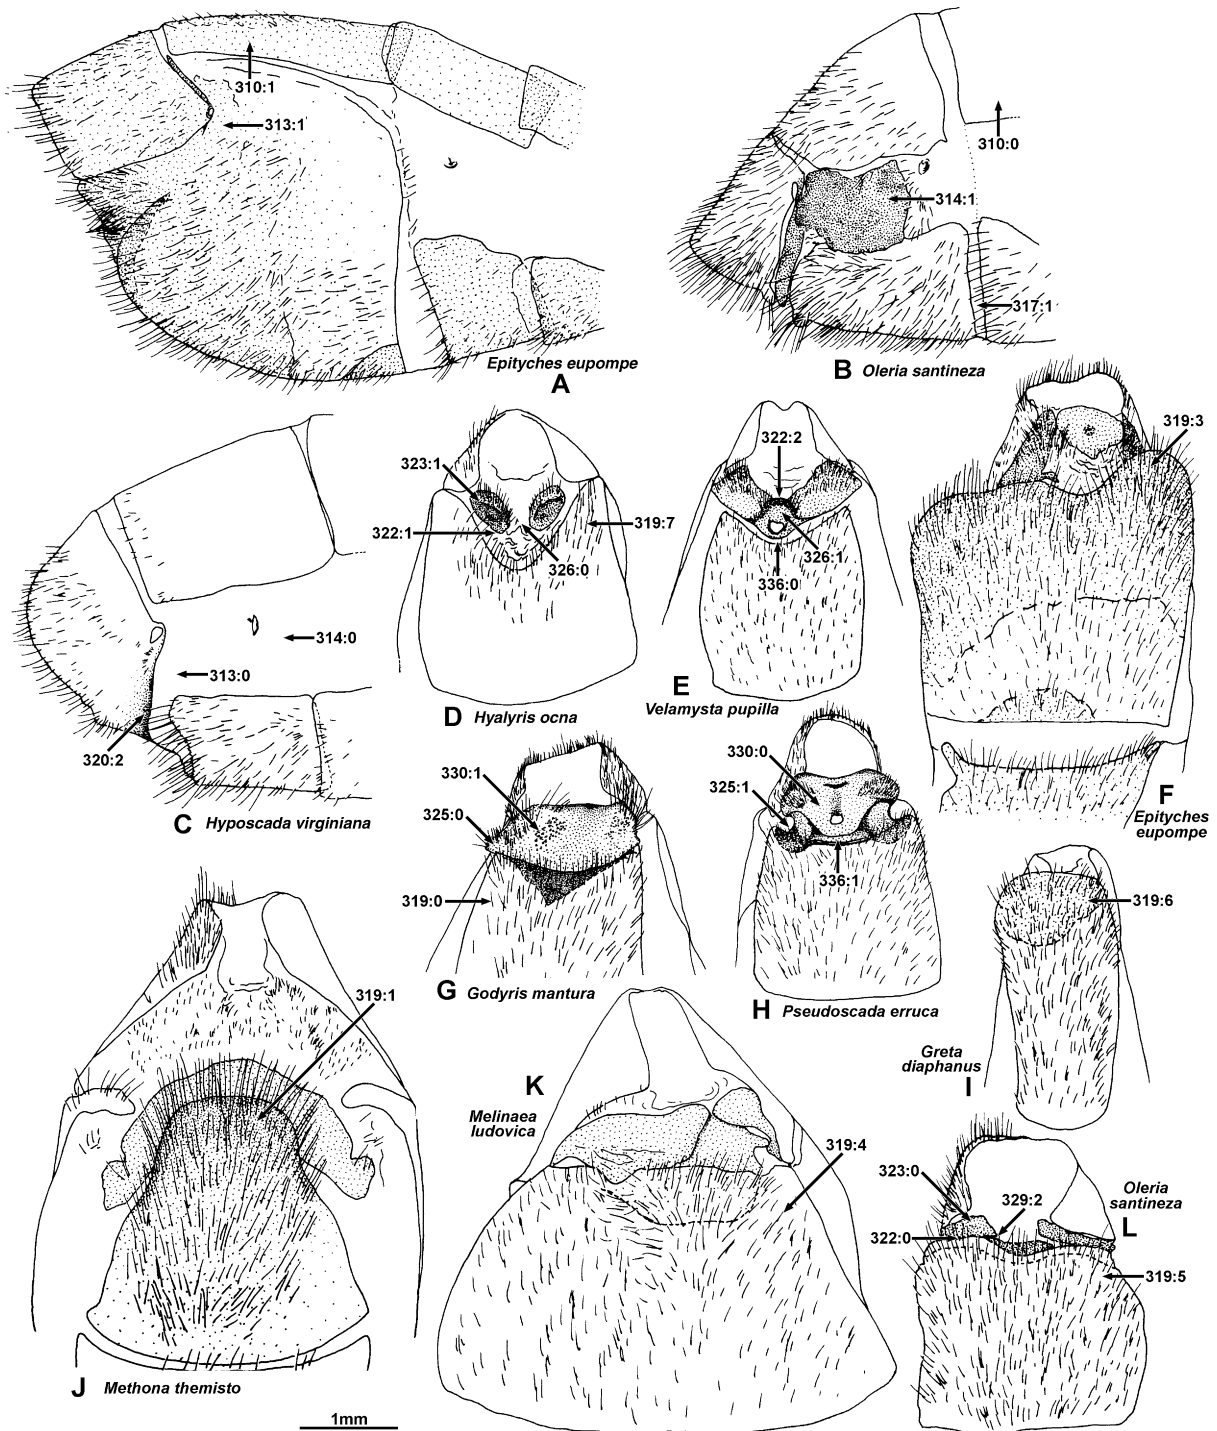 310:1
313:1
Epityches eupompe
A
310:0
314:1
317:1
B Oleria santineza
314:0
313:0
320:2
C Hyposcada virginiana
323:1
322:1
319:7
326:0
D Hyalyris ocna
322:2
326:1
336:0
E
Velamysta pupilla
319:3
F
Epityches
eupompe
330:1
325:0
319:0
G Godyris mantura
330:0
325:1
336:1
H Pseudoscada erruca
319:6
Greta
diaphanus
I
319:1
J Methona themisto
K
Melinaea
ludovica
319:4
323:0
329:2
322:0
Oleria
santineza
L
319:5
1mm